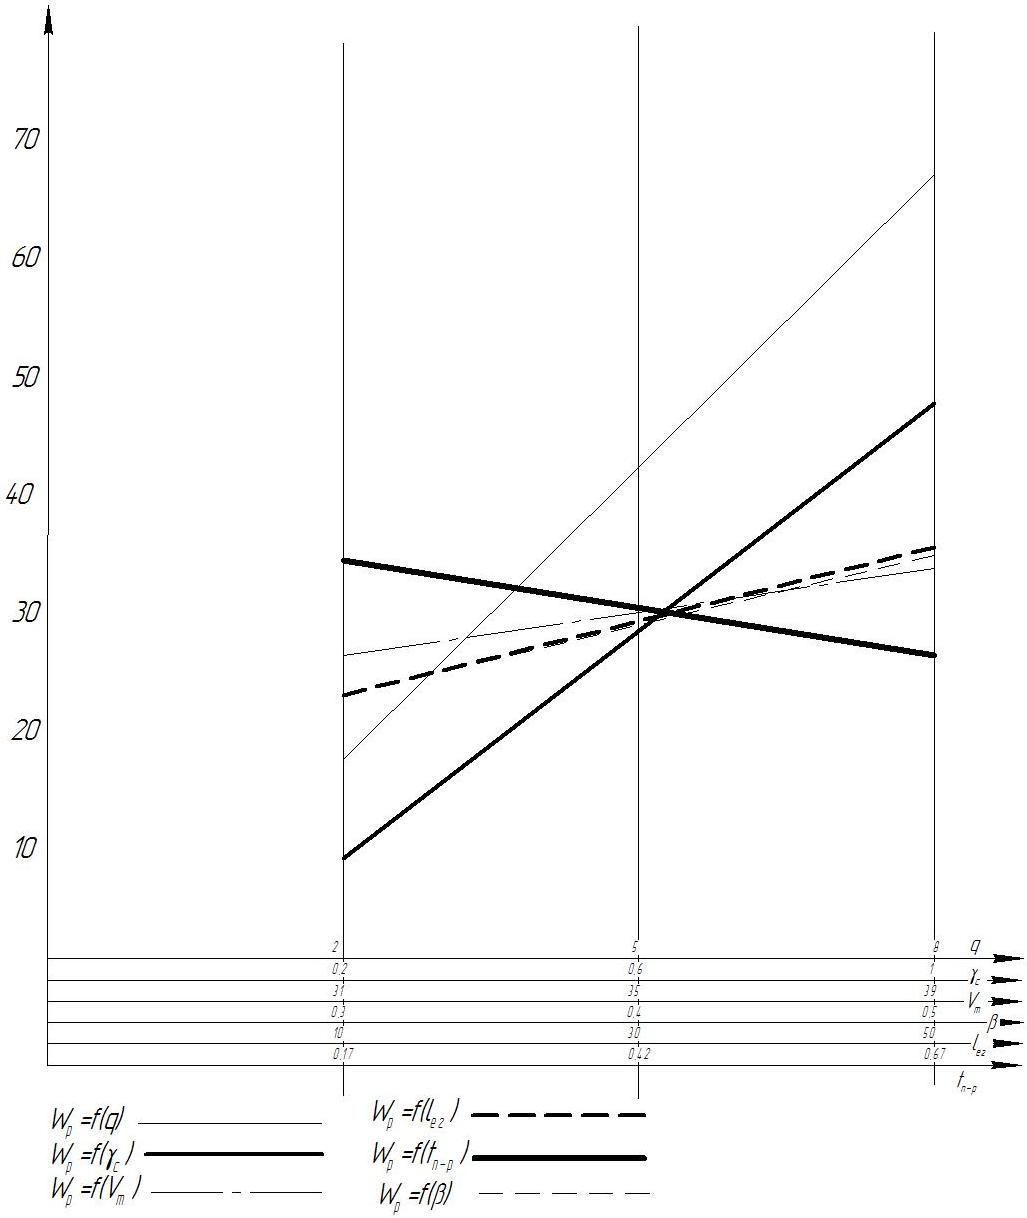 70
60
50
40
30
20
10
2 5 8 q
0,2 0,6 1 γc
31 35 39 Vm
0,3 0,4 0,5 β
10 30 50 lег
0,17 0,42 0,67
tп-р
Wp =f(q)
Wp =f(γc)
Wp =f(Vm)
Wp =f(lег)
Wp =f(tп-р)
Wp =f(β)